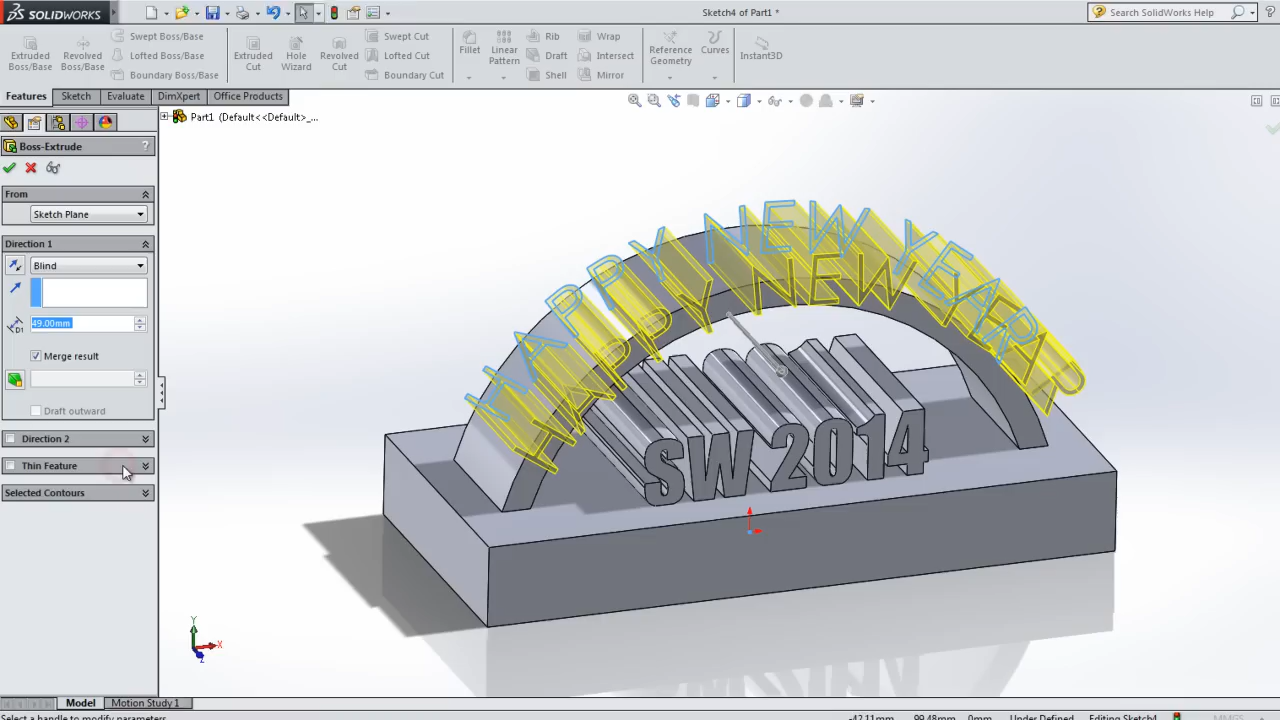 SOLIDWORKS
Sketch4 of Part1 *
Search SolidWorks Help
Extruded Boss/Base
Revolved Boss/Base
Swept Boss/Base
Lofted Boss/Base
Boundary Boss/Base
Extruded Cut
Hole Wizard
Revolved Cut
Swept Cut
Lofted Cut
Boundary Cut
Fillet
Linear Pattern
Rib
Draft
Shell
Wrap
Intersect
Mirror
Reference Geometry
Curves
Instant3D
Features
Sketch
Evaluate
DimXpert
Office Products
Part1 (Default<<Default>_...
Boss-Extrude
?
From
Sketch Plane
Direction 1
Blind
D1
49.00mm
Merge result
Draft outward
Direction 2
Thin Feature
Selected Contours
HAPPY NEW YEAR
HAPPY NEW YEAR
SW 2014
Y
X
Z
Model
Motion Study 1
Select a handle to modify parameters
-42.11mm
99.48mm
0mm
Under Defined
Editing Sketch4
MMGS